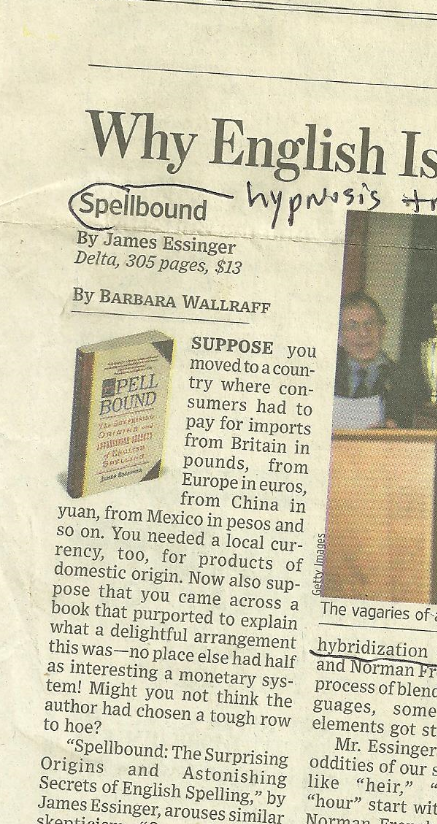 Why English Is
Spellbound
hypnosis
By James Essinger
Delta, 305 pages, $13
By BARBARA WALLRAFF
SPELL
BOUND
SUPPOSE you
moved to a coun-
try where con-
sumers had to
pay for imports
from Britain in
pounds, from
Europe in euros,
from China in
yuan, from Mexico in pesos and
so on. You needed a local cur-
rency, too, for products of
domestic origin. Now also sup-
pose that you came across a
book that purported to explain
what a delightful arrangement
this was—no place else had half
as interesting a monetary sys-
tem! Might you not think the
author had chosen a tough row
to hoe?
“Spellbound: The Surprising
Origins and Astonishing
Secrets of English Spelling,” by
James Essinger, arouses similar
Getty Images
The vagaries of
hybridization
and Norman
process of
guages, some
elements got
Mr. Essinger
oddities of our
like “heir,” “
“hour” start